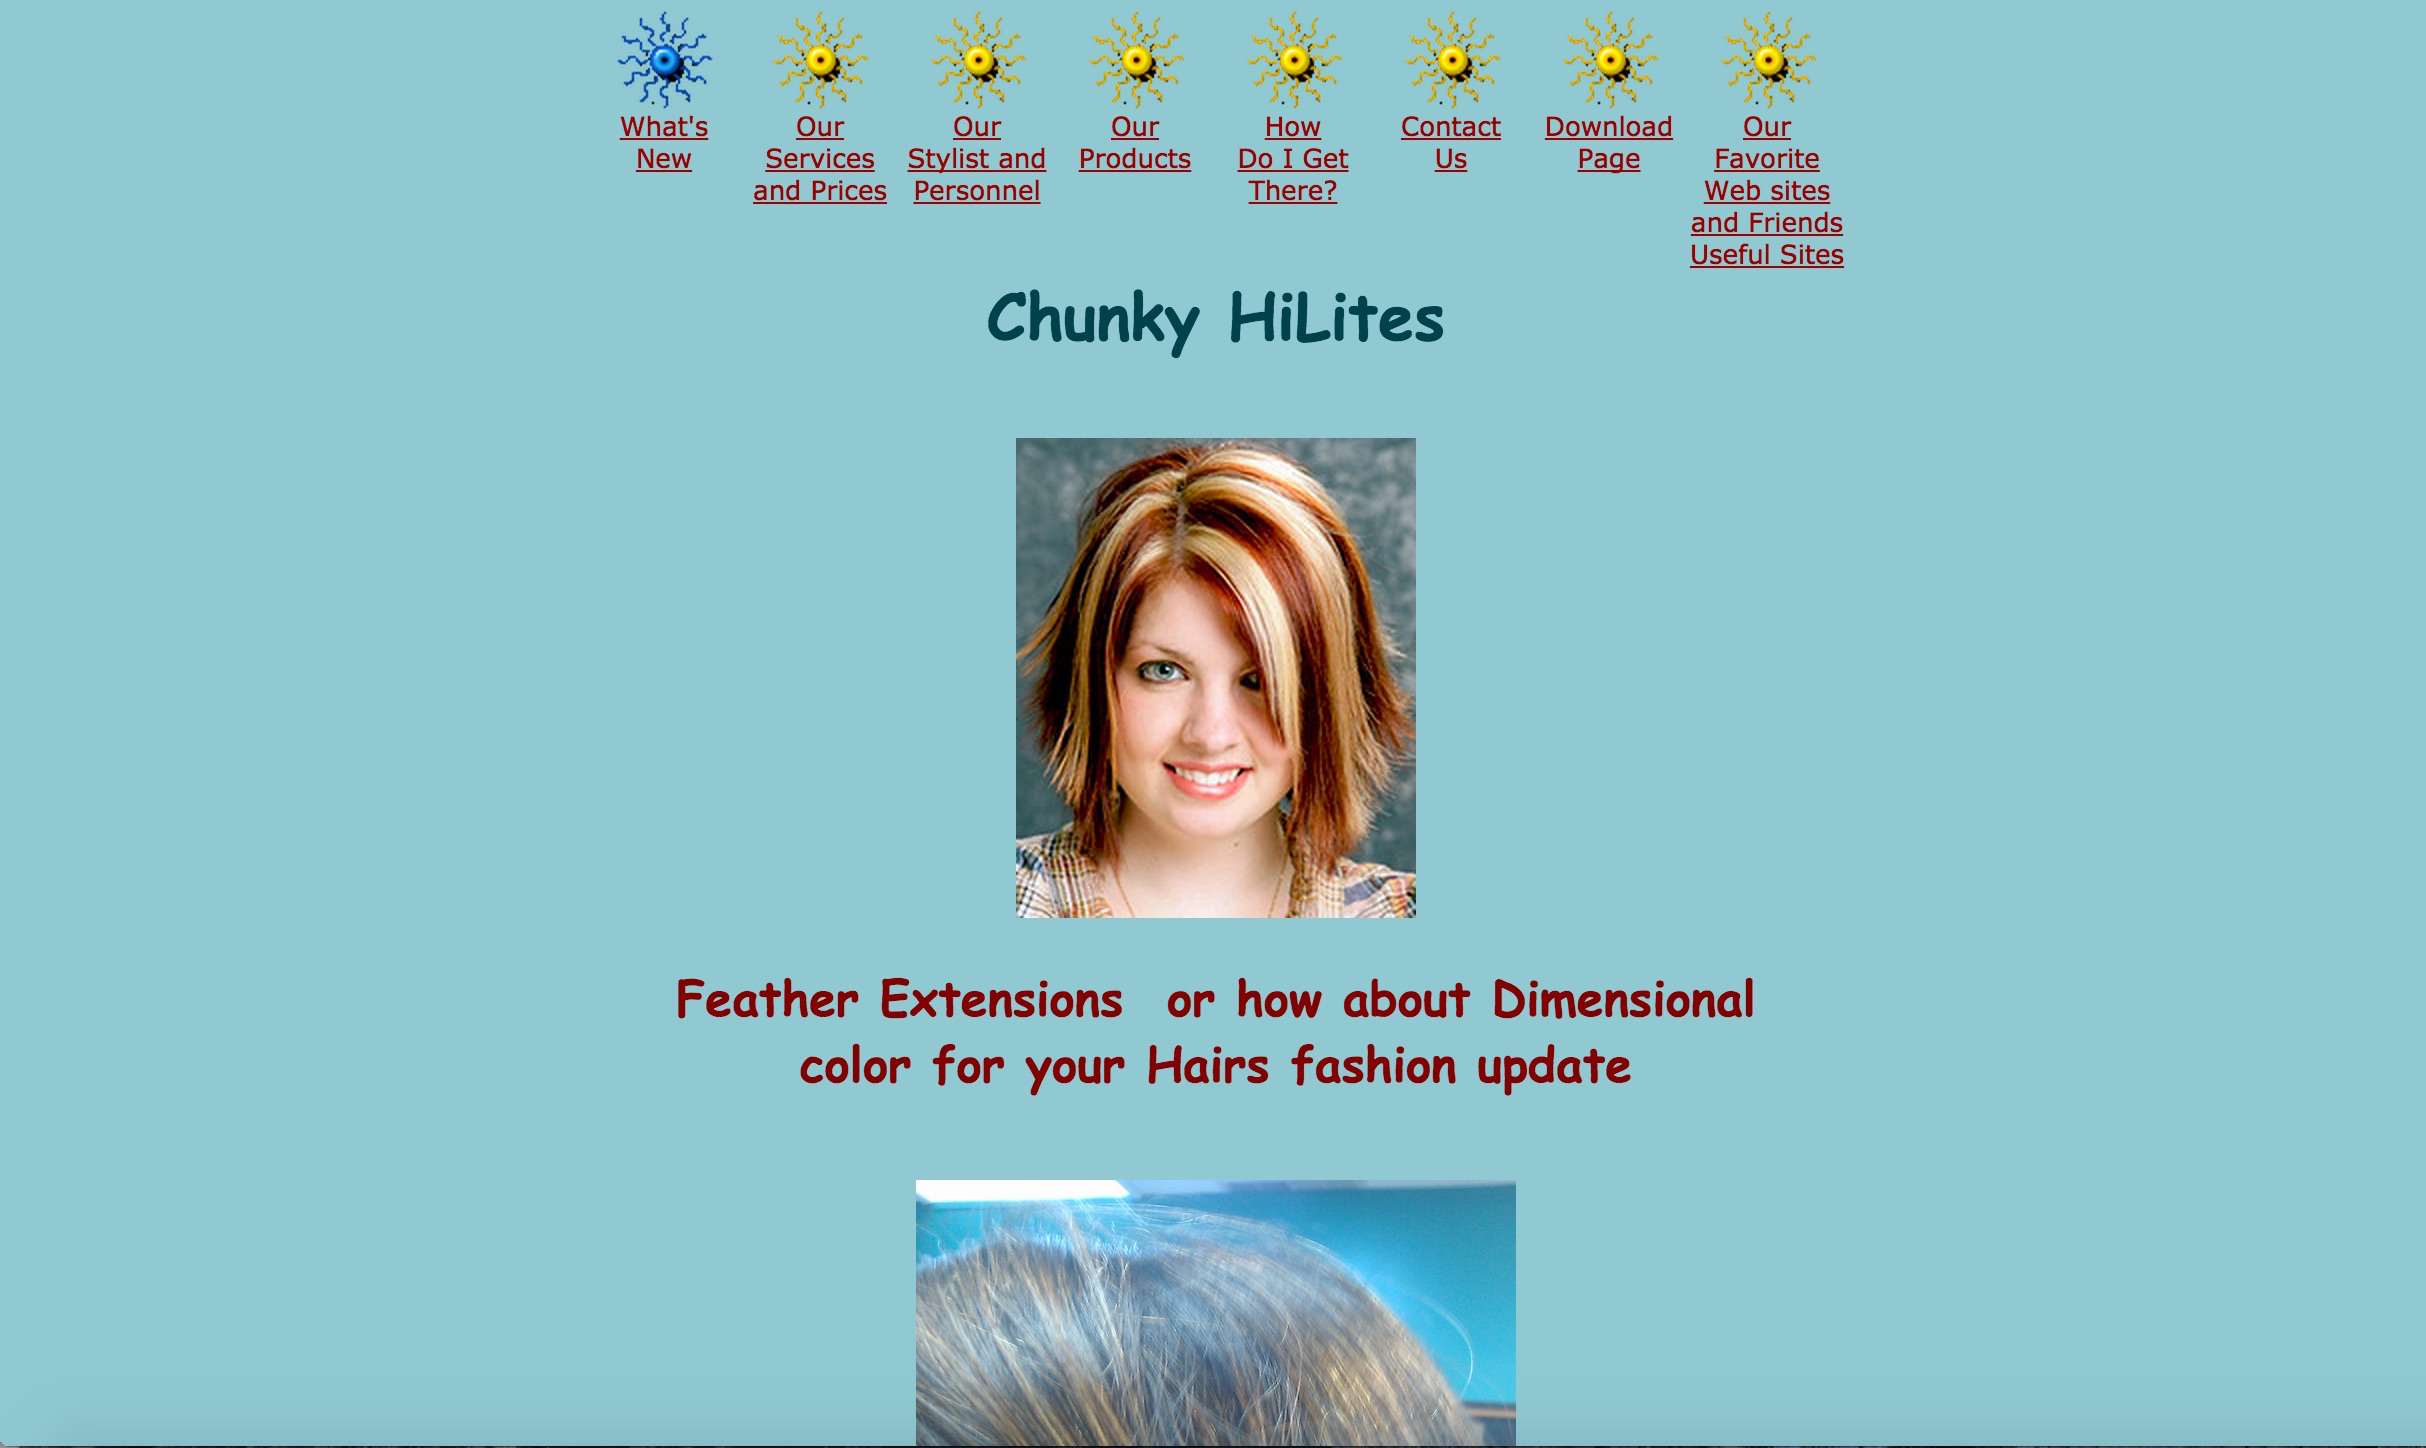 What's
New
Our
Services
and Prices
Our
Stylist and
Personnel
Our
Products
How
Do I Get
There?
Contact
Us
Download
Page
Our
Favorite
Web sites
and Friends
Useful Sites
Chunky HiLites
Feather Extensions  or how about Dimensional
color for your Hairs fashion update